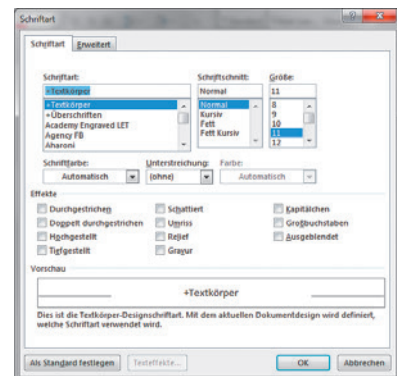 Schriftart
Schriftart Erweitert
Schriftart: Schriftschnitt: Größe:
+Textkörper Normal 11
+Textkörper Normal 8
+Überschriften Kursiv 9
Academy Engraved LET Fett 10
Agency FB Fett Kursiv 11
Aharoni 12
Schriftfarbe: Unterstreichung: Farbe:
Automatisch (ohne) Automatisch
Effekte
Durchgestrichen Schattiert Kapitälchen
Doppelt durchgestrichen Umriss Großbuchstaben
Hochgestellt Relief Ausgeblendet
Tiefgestellt Gravur
Vorschau
+Textkörper
Dies ist die Textkörper-Designschriftart. Mit dem aktuellen Dokumentdesign wird definiert,
welche Schriftart verwendet wird.
Als Standard festlegen Texteffekte... OK Abbrechen